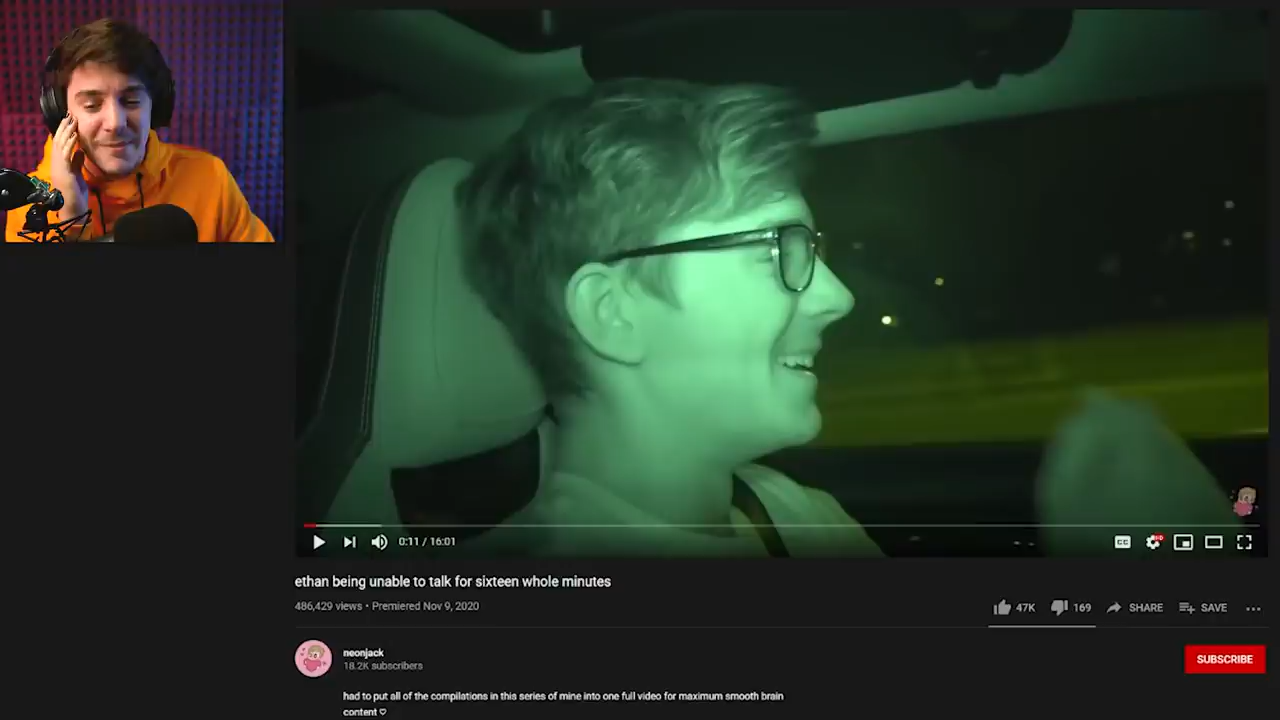 0:11 / 16:01
CC
HD
ethan being unable to talk for sixteen whole minutes
486,429 views • Premiered Nov 9, 2020
47K
169
SHARE
SAVE
neonjack
18.2K subscribers
SUBSCRIBE
had to put all of the compilations in this series of mine into one full video for maximum smooth brain
content ♡